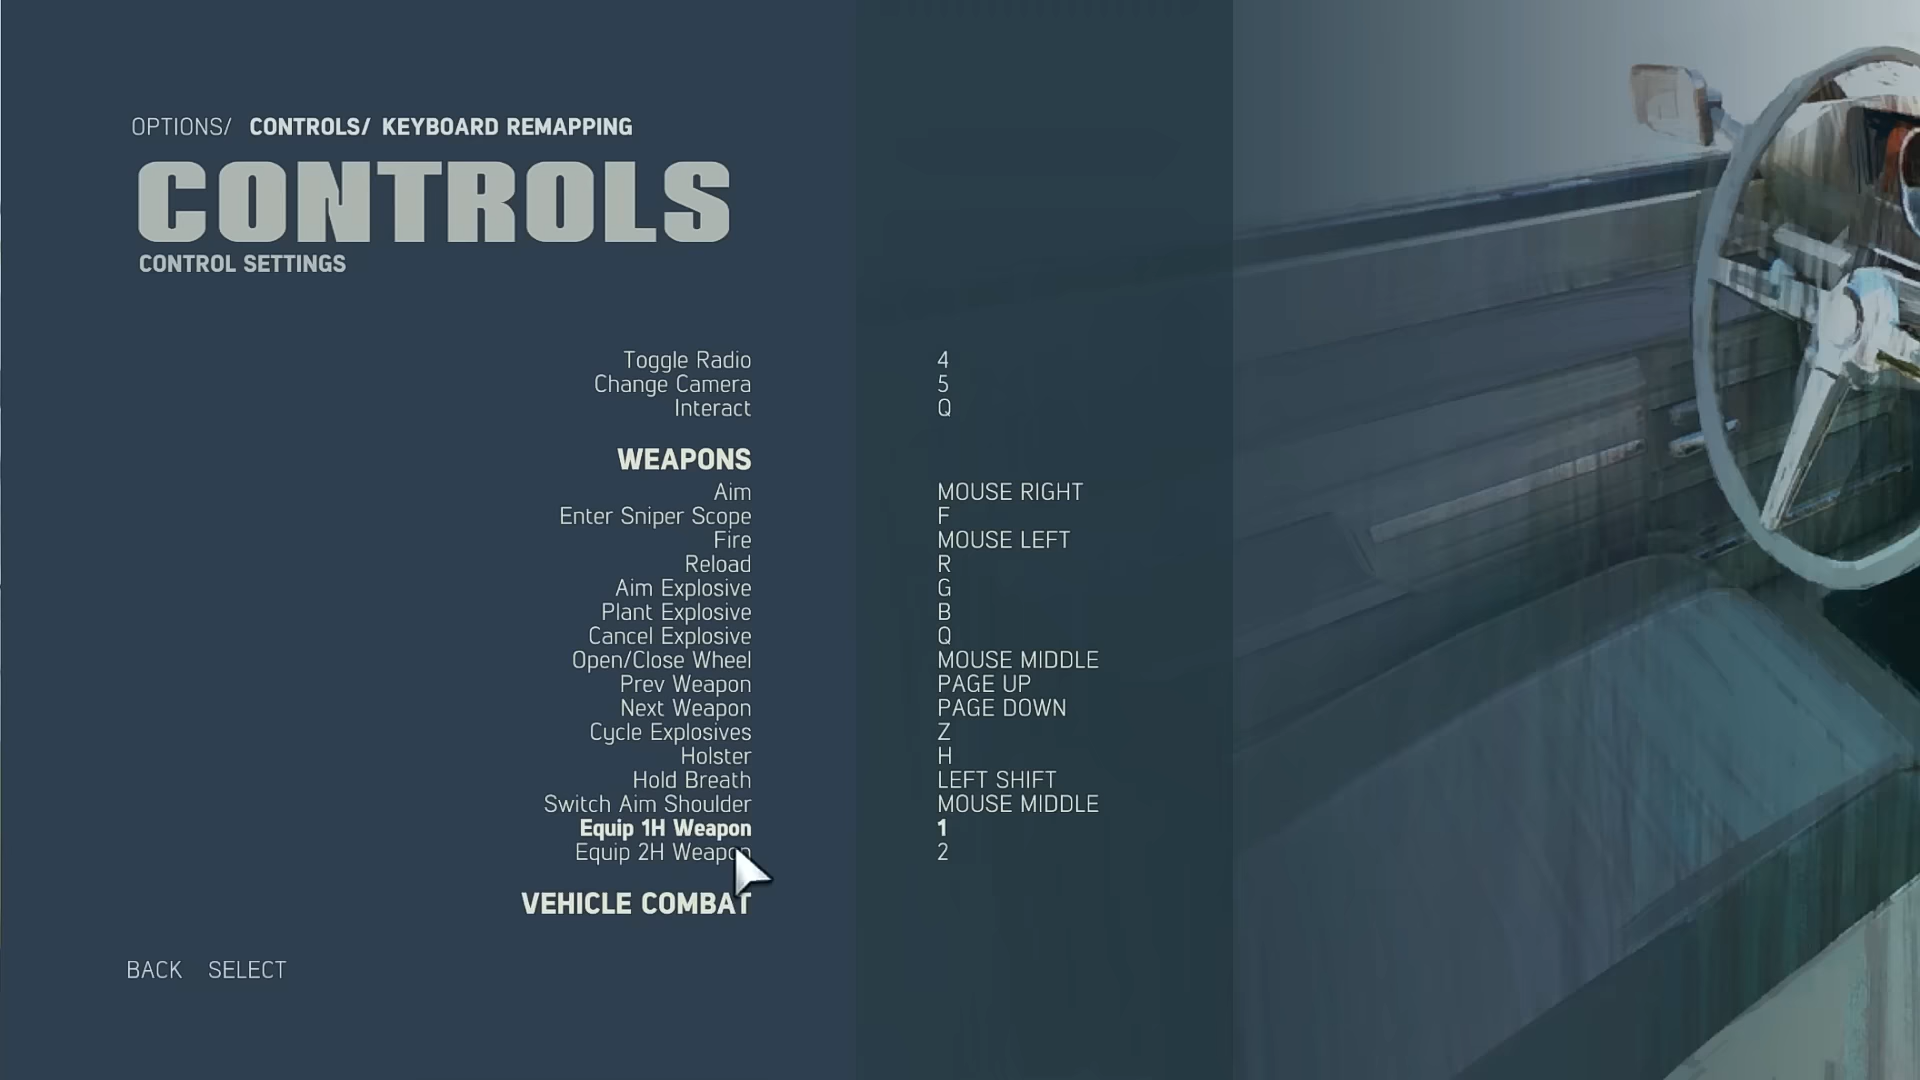 OPTIONS/ CONTROLS/ KEYBOARD REMAPPING
CONTROLS
CONTROL SETTINGS
Toggle Radio 4
Change Camera 5
Interact Q
WEAPONS
Aim MOUSE RIGHT
Enter Sniper Scope F
Fire MOUSE LEFT
Reload R
Aim Explosive G
Plant Explosive B
Cancel Explosive Q
Open/Close Wheel MOUSE MIDDLE
Prev Weapon PAGE UP
Next Weapon PAGE DOWN
Cycle Explosives Z
Holster H
Hold Breath LEFT SHIFT
Switch Aim Shoulder MOUSE MIDDLE
Equip 1H Weapon 1
Equip 2H Weapon 2
VEHICLE COMBAT
BACK SELECT